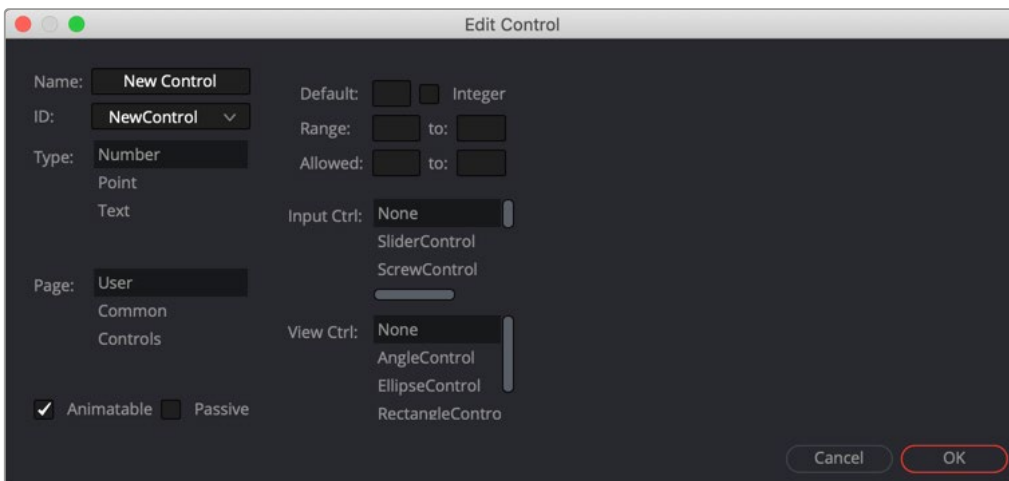 Edit Control
Name: New Control
ID: NewControl
Type: Number
Point
Text
Page: User
Common
Controls
Animatable Passive
Default: Integer
Range: to:
Allowed: to:
Input Ctrl: None
SliderControl
ScrewControl
View Ctrl: None
AngleControl
EllipseControl
RectangleContro
Cancel OK